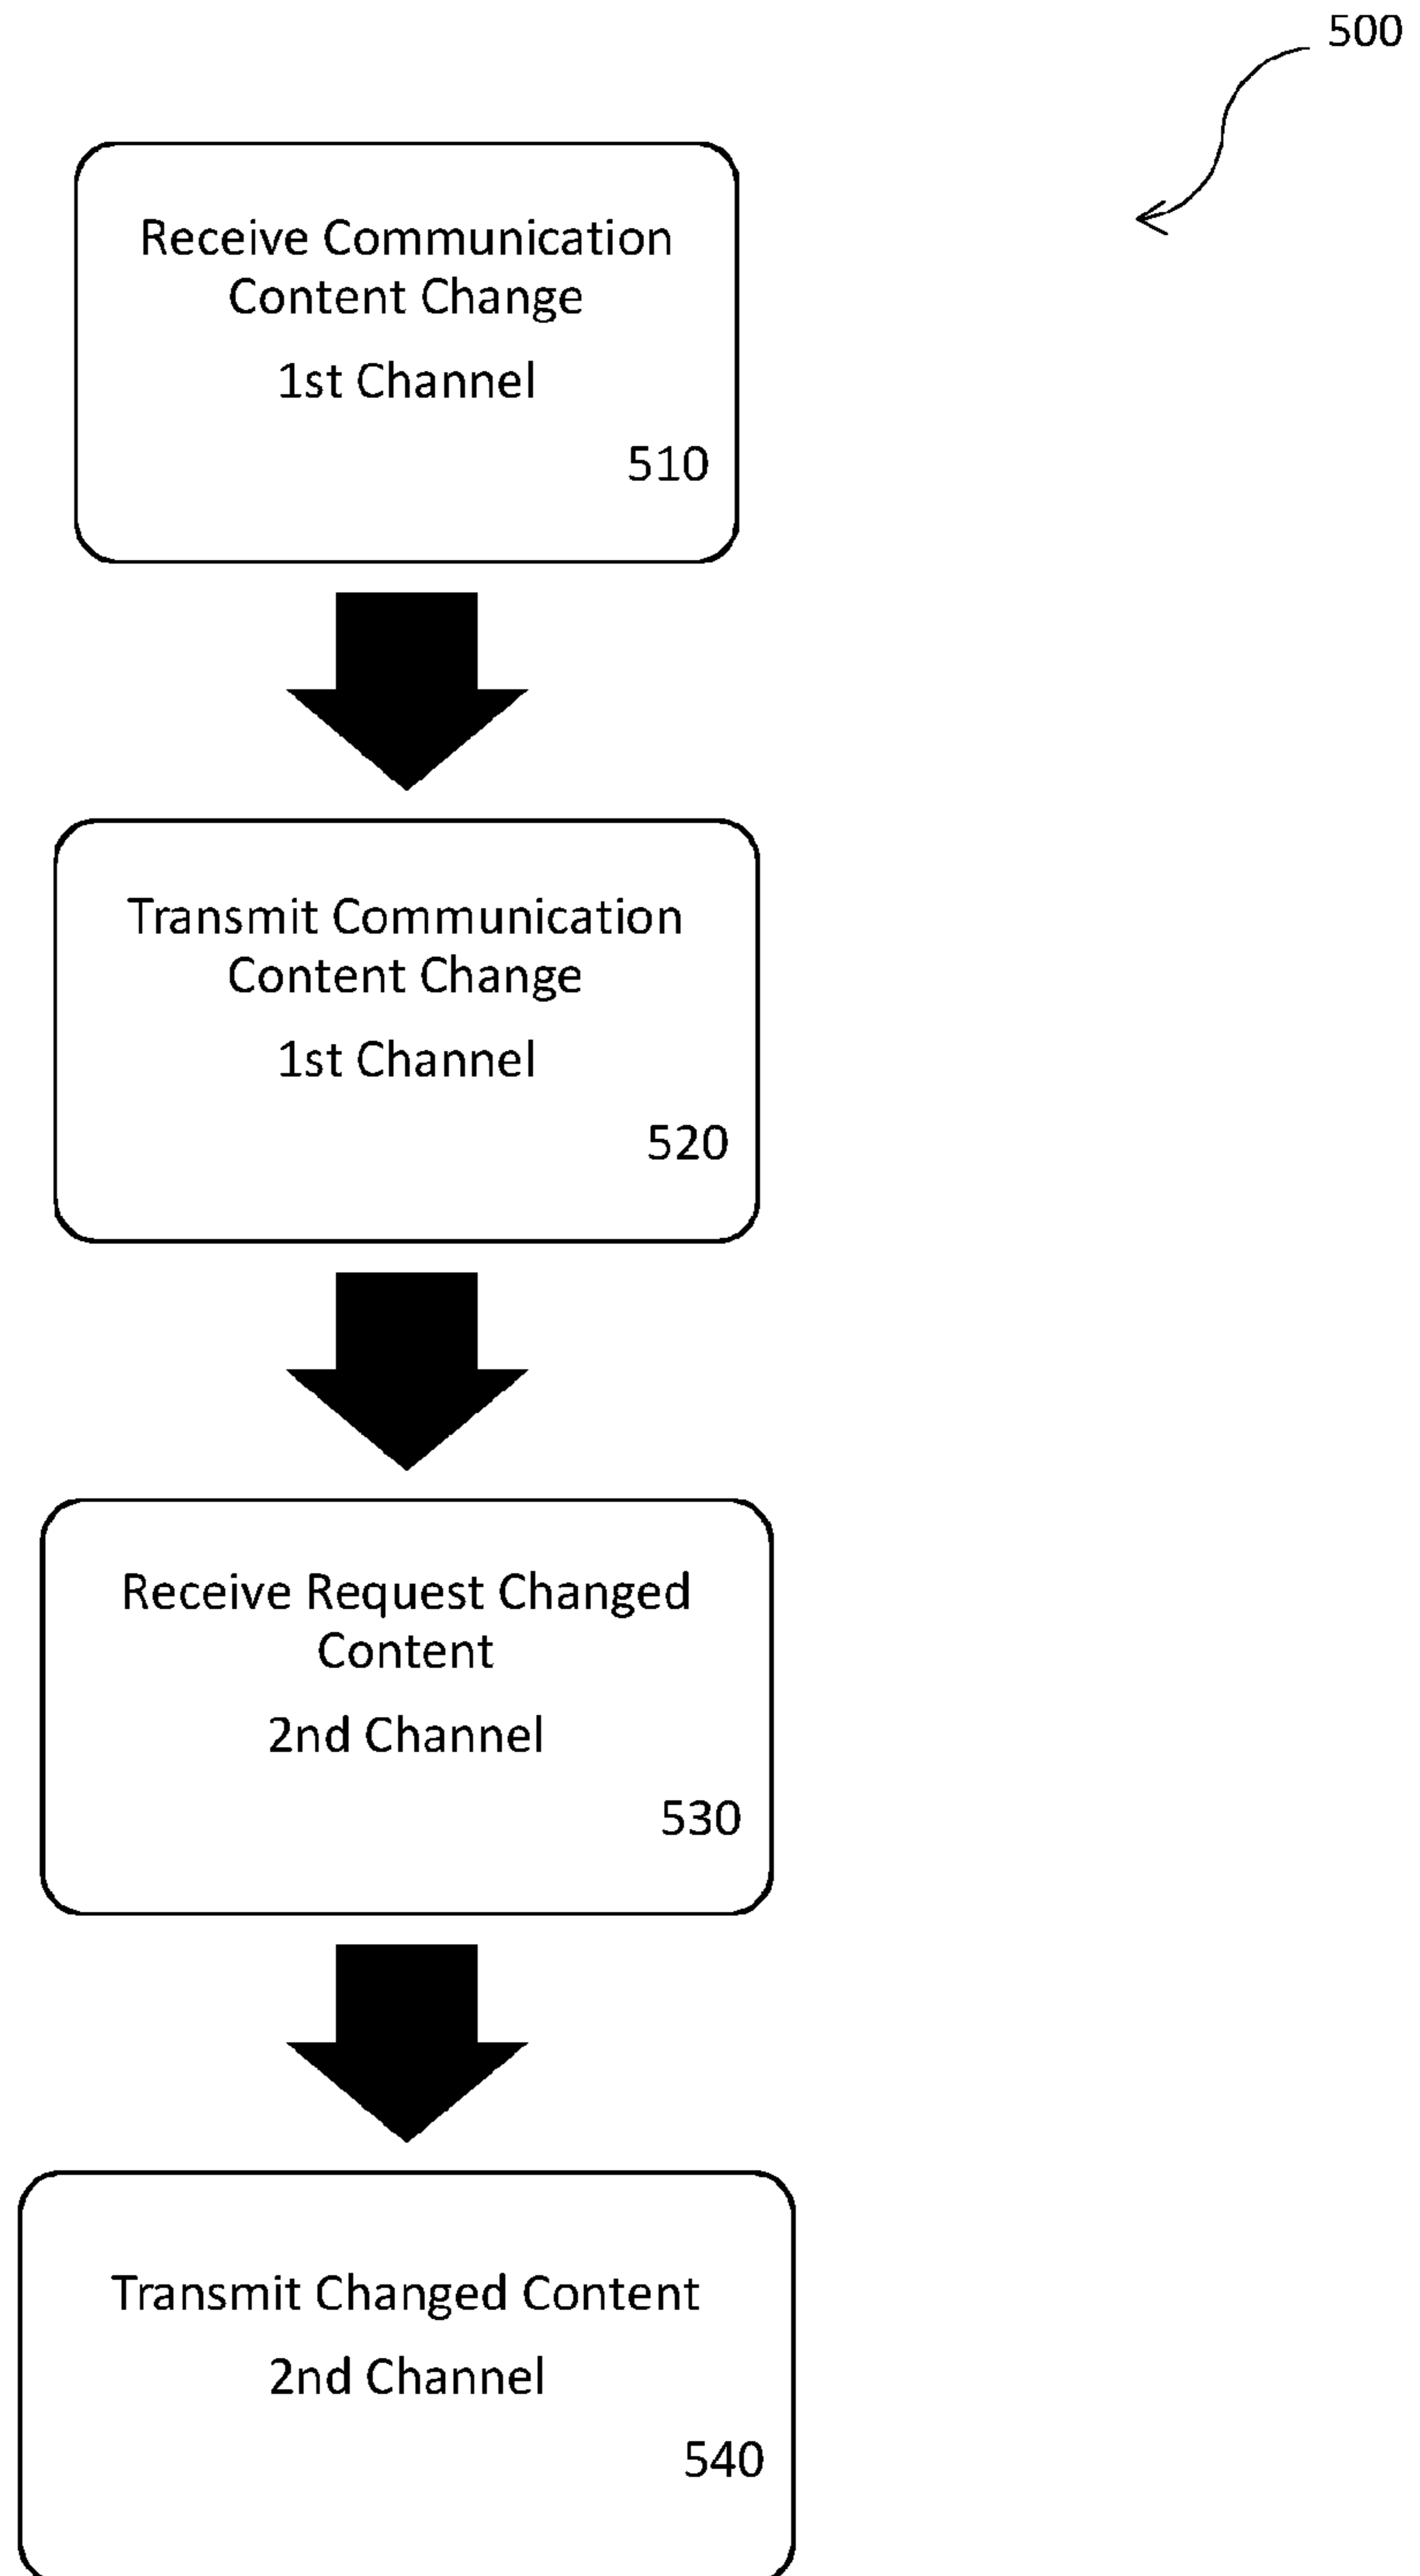 500
Receive Communication
Content Change
1st Channel
510
Transmit Communication
Content Change
1st Channel
520
Receive Request Changed
Content
2nd Channel
530
Transmit Changed Content
2nd Channel
540